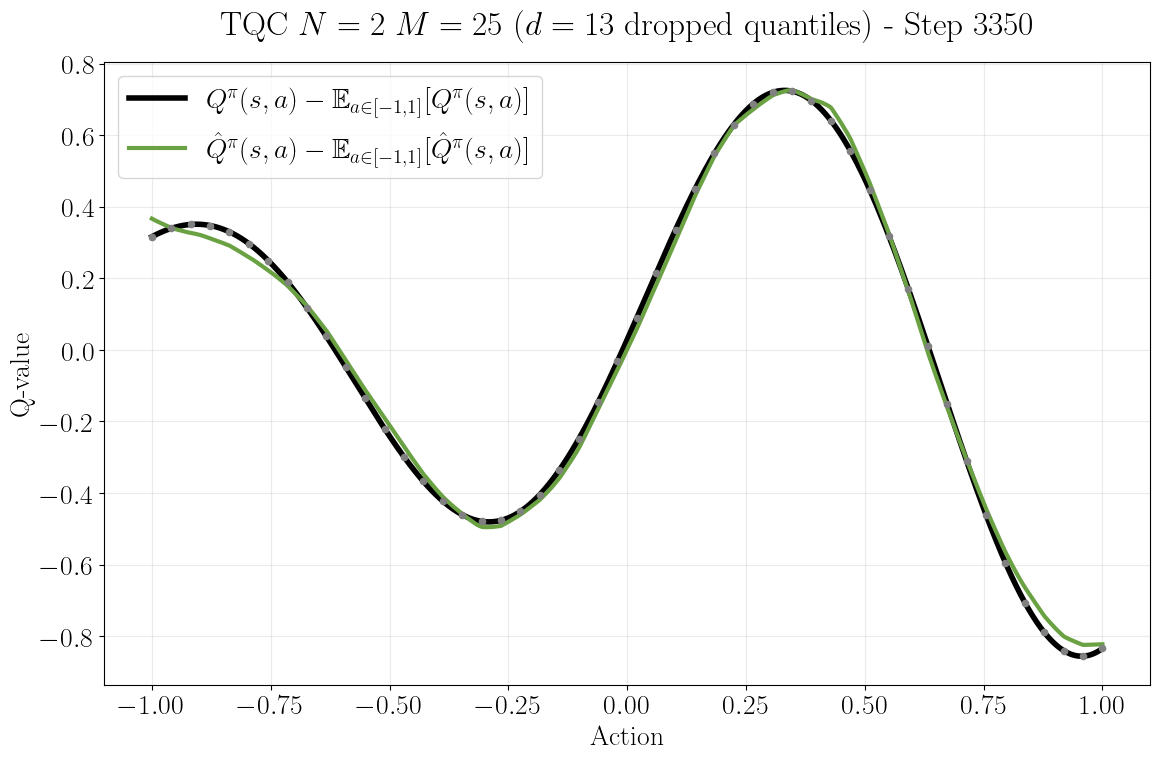 TQC N = 2 M = 25 (d = 13 dropped quantiles) - Step 3350
Q^π(s, a) − 𝔼_{a∈[−1,1]}[Q^π(s, a)]
Q̂^π(s, a) − 𝔼_{a∈[−1,1]}[Q̂^π(s, a)]
0.8
0.6
0.4
0.2
0.0
−0.2
−0.4
−0.6
−0.8
Q-value
−1.00 −0.75 −0.50 −0.25 0.00 0.25 0.50 0.75 1.00
Action